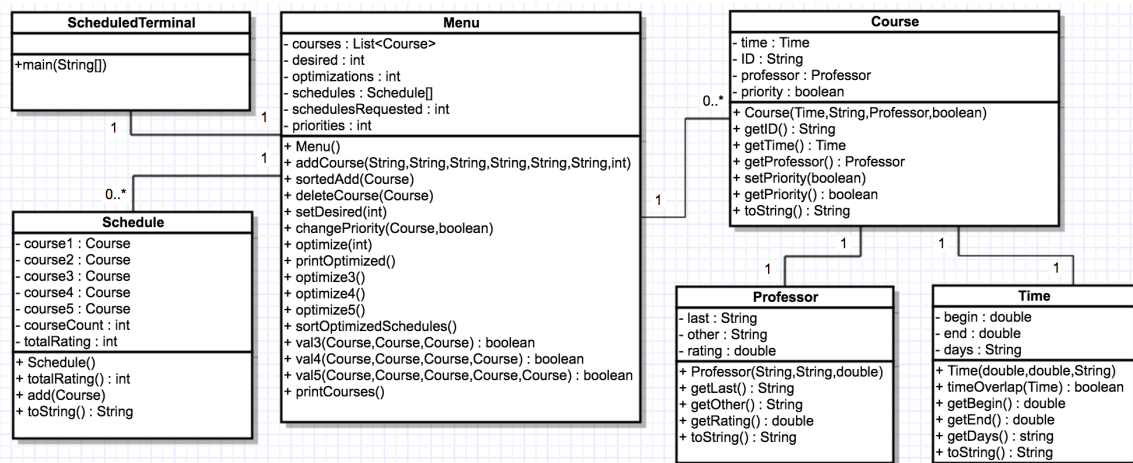 ScheduledTerminal
+main(String[])
1
1
Menu
- courses : List<Course>
- desired : int
- optimizations : int
- schedules : Schedule[]
- schedulesRequested : int
- priorities : int
+ Menu()
+ addCourse(String,String,String,String,String,String,int)
+ sortedAdd(Course)
+ deleteCourse(Course)
+ setDesired(int)
+ changePriority(Course,boolean)
+ optimize(int)
+ printOptimized()
+ optimize3()
+ optimize4()
+ optimize5()
+ sortOptimizedSchedules()
+ val3(Course,Course,Course) : boolean
+ val4(Course,Course,Course,Course) : boolean
+ val5(Course,Course,Course,Course,Course) : boolean
+ printCourses()
1
0..*
Schedule
- course1 : Course
- course2 : Course
- course3 : Course
- course4 : Course
- course5 : Course
- courseCount : int
- totalRating : int
+ Schedule()
+ totalRating() : int
+ add(Course)
+ toString() : String
0..*
1
Course
- time : Time
- ID : String
- professor : Professor
- priority : boolean
+ Course(Time,String,Professor,boolean)
+ getID() : String
+ getTime() : Time
+ getProfessor() : Professor
+ setPriority(boolean)
+ getPriority() : boolean
+ toString() : String
1
1
1
1
Professor
- last : String
- other : String
- rating : double
+ Professor(String,String,double)
+ getLast() : String
+ getOther() : String
+ getRating() : double
+ toString() : String
Time
- begin : double
- end : double
- days : String
+ Time(double,double,String)
+ timeOverlap(Time) : boolean
+ getBegin() : double
+ getEnd() : double
+ getDays() : string
+ toString() : String